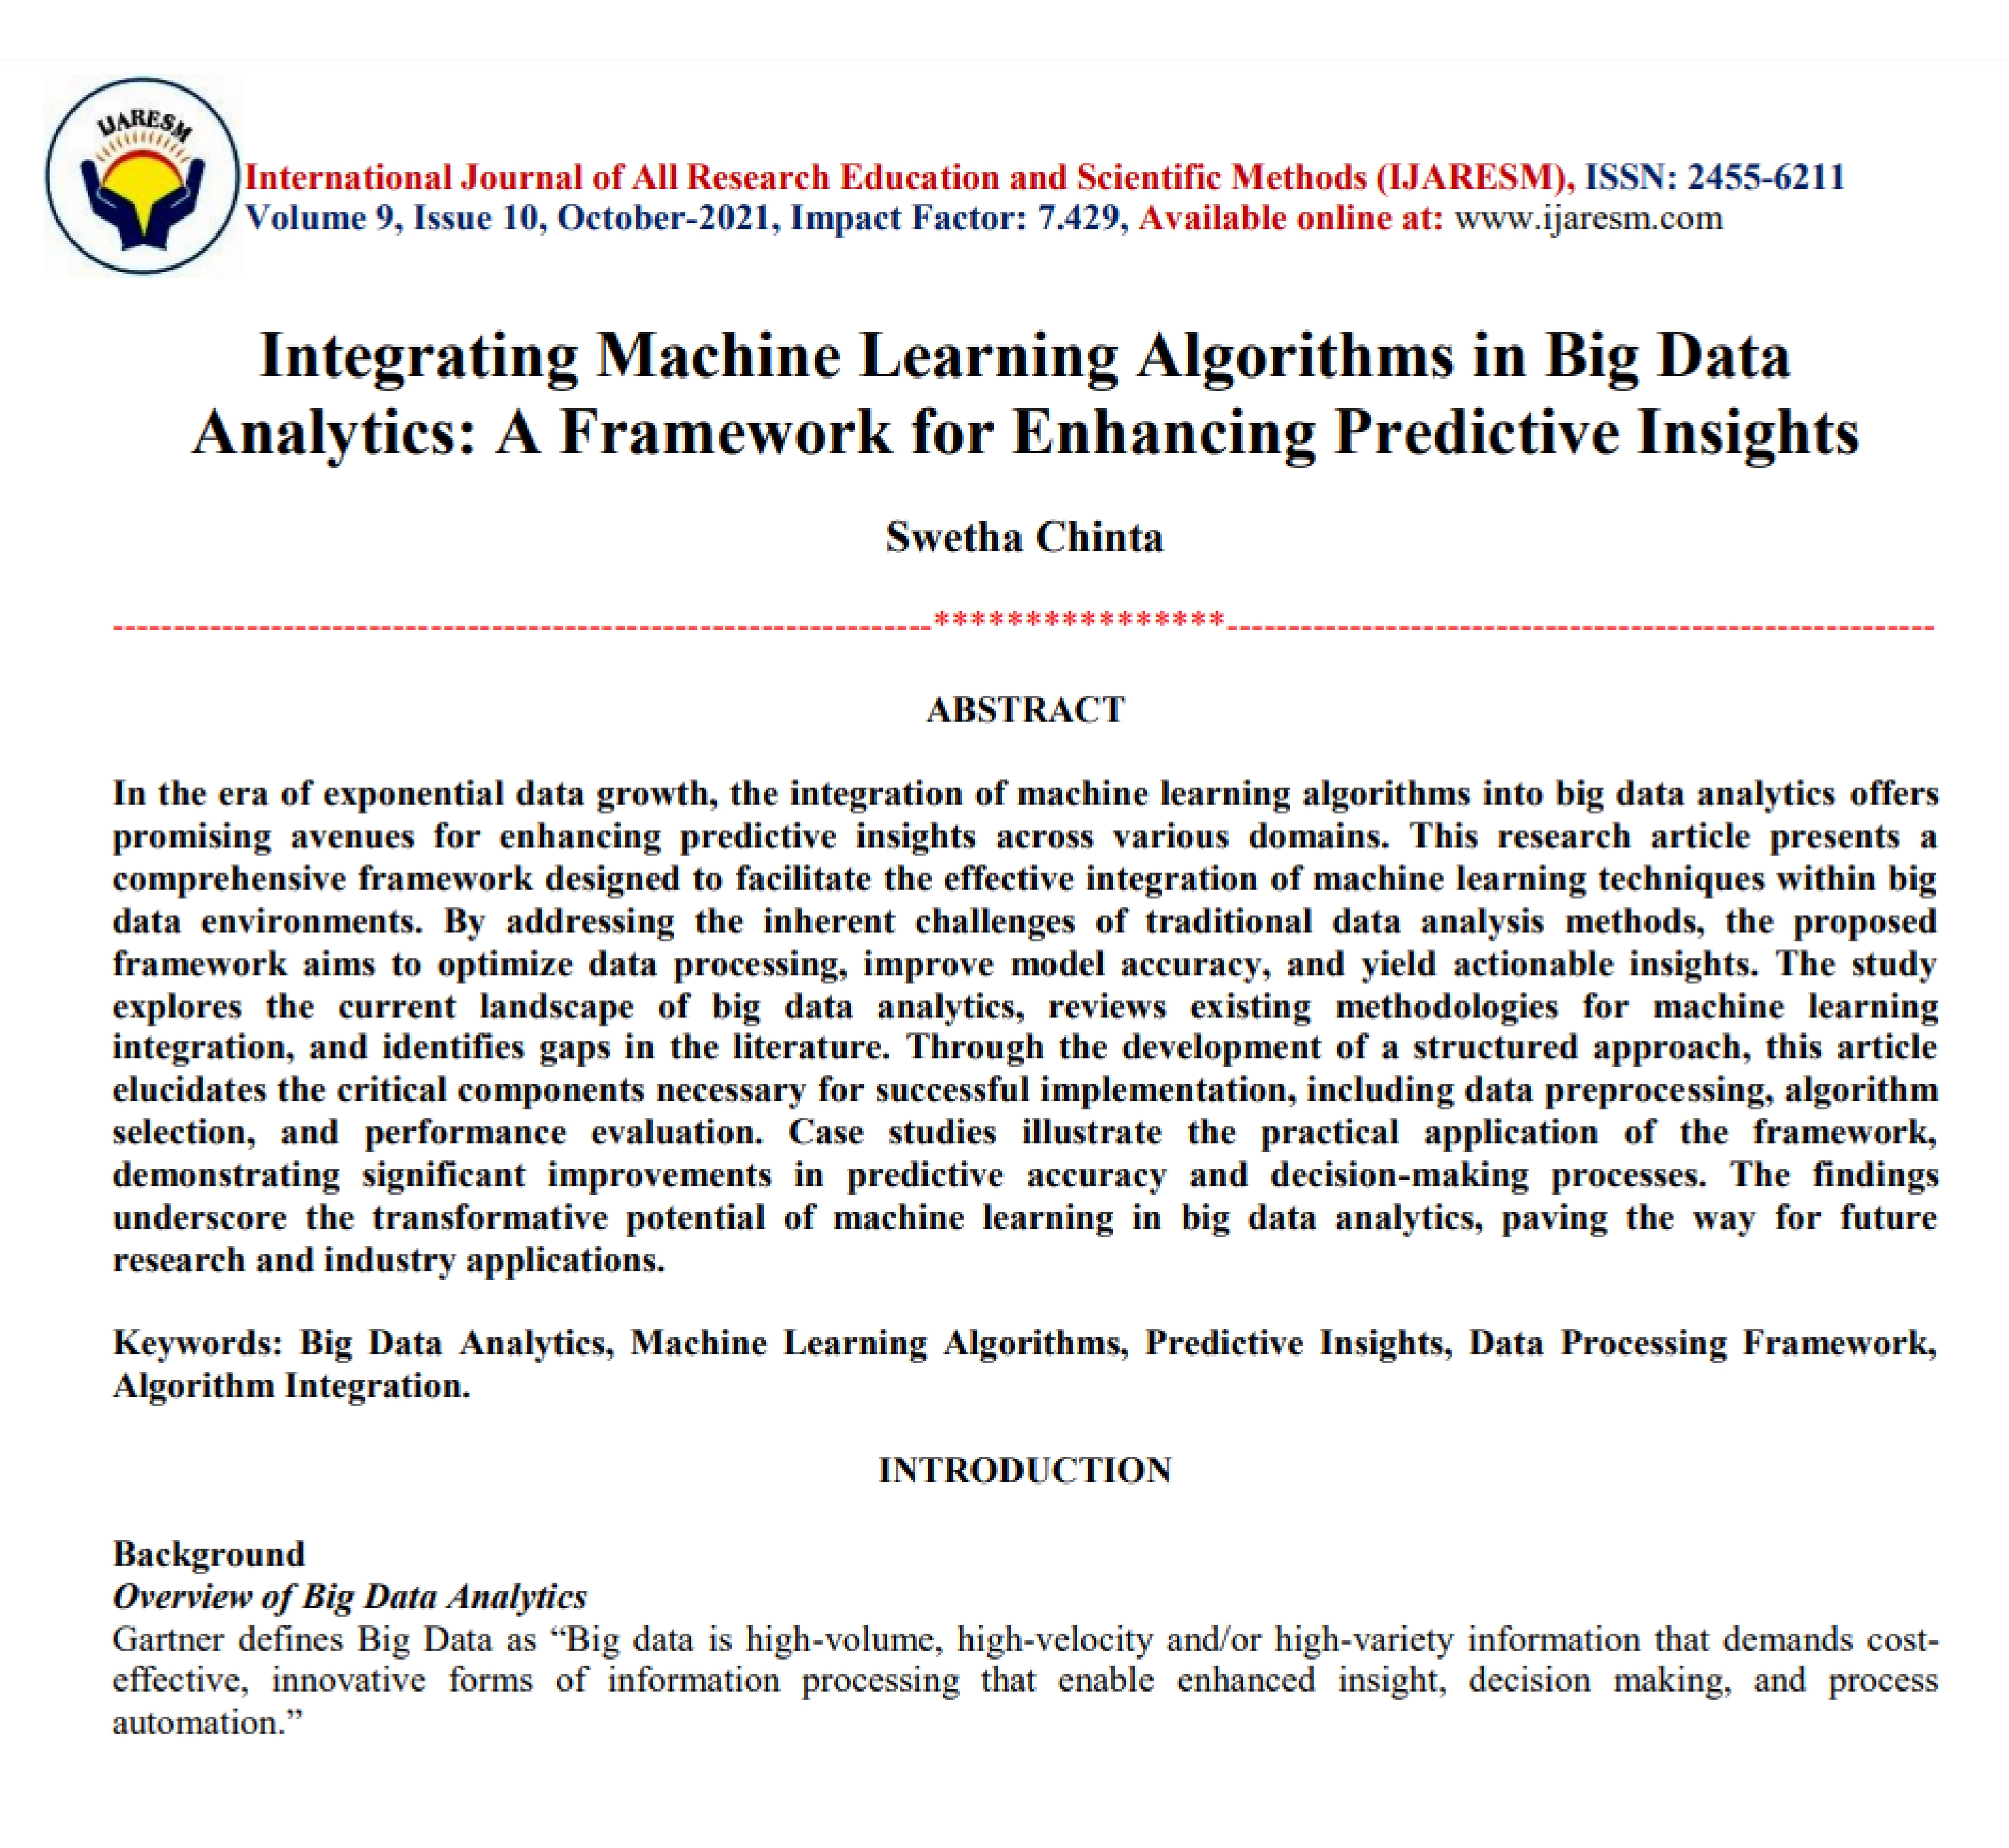 IJARESM
International Journal of All Research Education and Scientific Methods (IJARESM), ISSN: 2455-6211
Volume 9, Issue 10, October-2021, Impact Factor: 7.429, Available online at: www.ijaresm.com
Integrating Machine Learning Algorithms in Big Data
Analytics: A Framework for Enhancing Predictive Insights
Swetha Chinta
****************
ABSTRACT
In the era of exponential data growth, the integration of machine learning algorithms into big data analytics offers
promising avenues for enhancing predictive insights across various domains. This research article presents a
comprehensive framework designed to facilitate the effective integration of machine learning techniques within big
data environments. By addressing the inherent challenges of traditional data analysis methods, the proposed
framework aims to optimize data processing, improve model accuracy, and yield actionable insights. The study
explores the current landscape of big data analytics, reviews existing methodologies for machine learning
integration, and identifies gaps in the literature. Through the development of a structured approach, this article
elucidates the critical components necessary for successful implementation, including data preprocessing, algorithm
selection, and performance evaluation. Case studies illustrate the practical application of the framework,
demonstrating significant improvements in predictive accuracy and decision-making processes. The findings
underscore the transformative potential of machine learning in big data analytics, paving the way for future
research and industry applications.
Keywords: Big Data Analytics, Machine Learning Algorithms, Predictive Insights, Data Processing Framework,
Algorithm Integration.
INTRODUCTION
Background
Overview of Big Data Analytics
Gartner defines Big Data as “Big data is high-volume, high-velocity and/or high-variety information that demands cost-
effective, innovative forms of information processing that enable enhanced insight, decision making, and process
automation.”